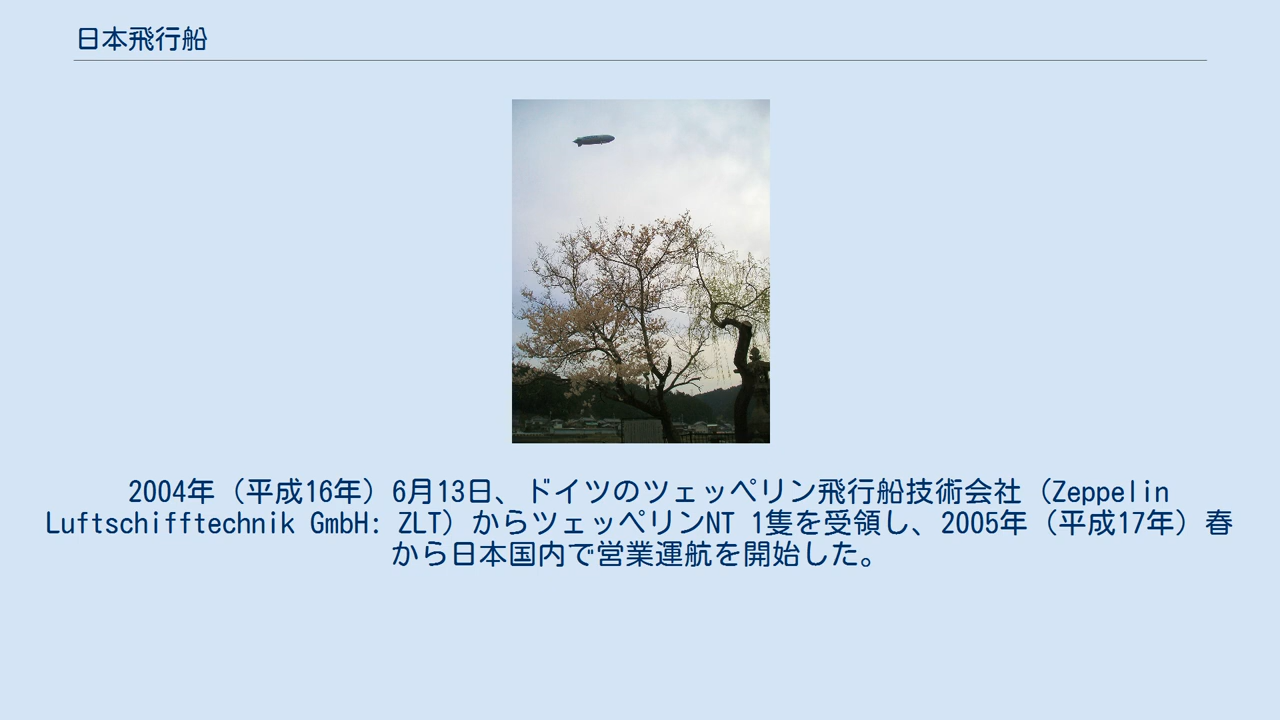 日本飛行船
2004年（平成16年）6月13日、ドイツのツェッペリン飛行船技術会社（Zeppelin
Luftschifftechnik GmbH: ZLT）からツェッペリンNT 1隻を受領し、2005年（平成17年）春
から日本国内で営業運航を開始した。